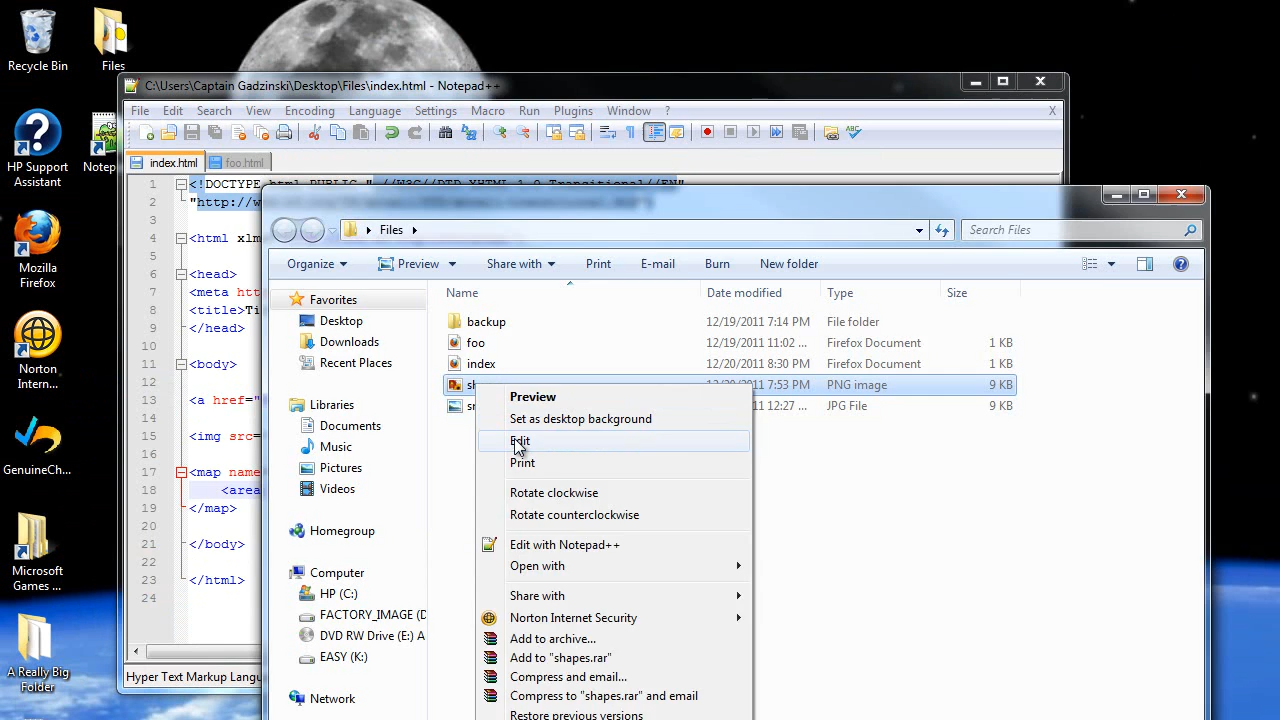 Recycle Bin
Files
HP Support
Assistant
Notep
Mozilla
Firefox
Norton
Intern...
GenuineCh...
Microsoft
Games ...
A Really Big
Folder
C:\Users\Captain Gadzinski\Desktop\Files\index.html - Notepad++
File Edit Search View Encoding Language Settings Macro Run Plugins Window ? X
index.html foo.html
1 <!DOCTYPE html PUBLIC "-//W3C//DTD XHTML 1.0 Transitional//EN"
2 "http://w
3
4 <html xlm
5
6 <head>
7 <meta htt
8 <title>Ti
9 </head>
10
11 <body>
12
13 <a href="
14
15 <img src=
16
17 <map name
18 <area
19 </map>
20
21 </body>
22
23 </html>
24
Hyper Text Markup Langu
Files
Search Files
Organize Preview Share with Print E-mail Burn New folder
Favorites
Desktop
Downloads
Recent Places
Libraries
Documents
Music
Pictures
Videos
Homegroup
Computer
HP (C:)
FACTORY_IMAGE (D
DVD RW Drive (E:) A
EASY (K:)
Network
Name Date modified Type Size
backup 12/19/2011 7:14 PM File folder
foo 12/19/2011 11:02 ... Firefox Document 1 KB
index 12/20/2011 8:30 PM Firefox Document 1 KB
sh 12/20/2011 7:53 PM PNG image 9 KB
11 12:27 ... JPG File 9 KB
Preview
Set as desktop background
Edit
Print
Rotate clockwise
Rotate counterclockwise
Edit with Notepad++
Open with
Share with
Norton Internet Security
Add to archive...
Add to "shapes.rar"
Compress and email...
Compress to "shapes.rar" and email
Restore previous versions